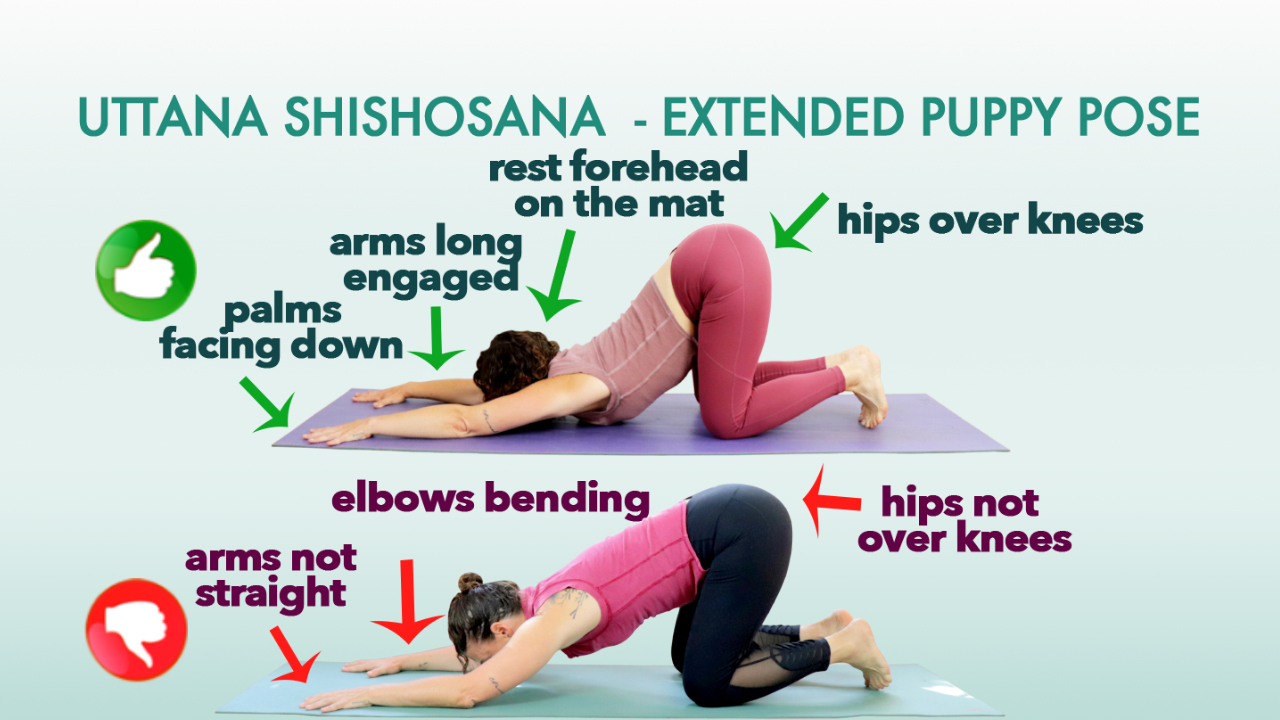 UTTANA SHISHOSANA - EXTENDED PUPPY POSE
rest forehead
on the mat
hips over knees
arms long
engaged
palms
facing down
elbows bending
hips not
over knees
arms not
straight